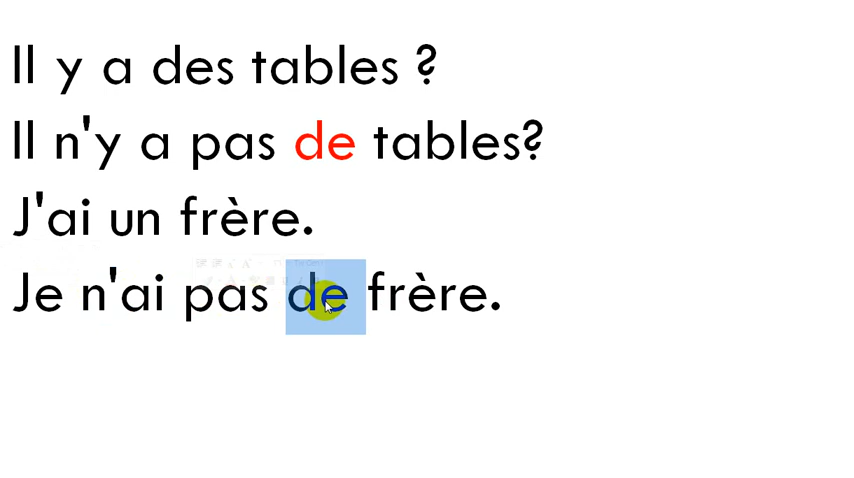 Il y a des tables ?
Il n'y a pas de tables?
J'ai un frère.
Je n'ai pas de frère.